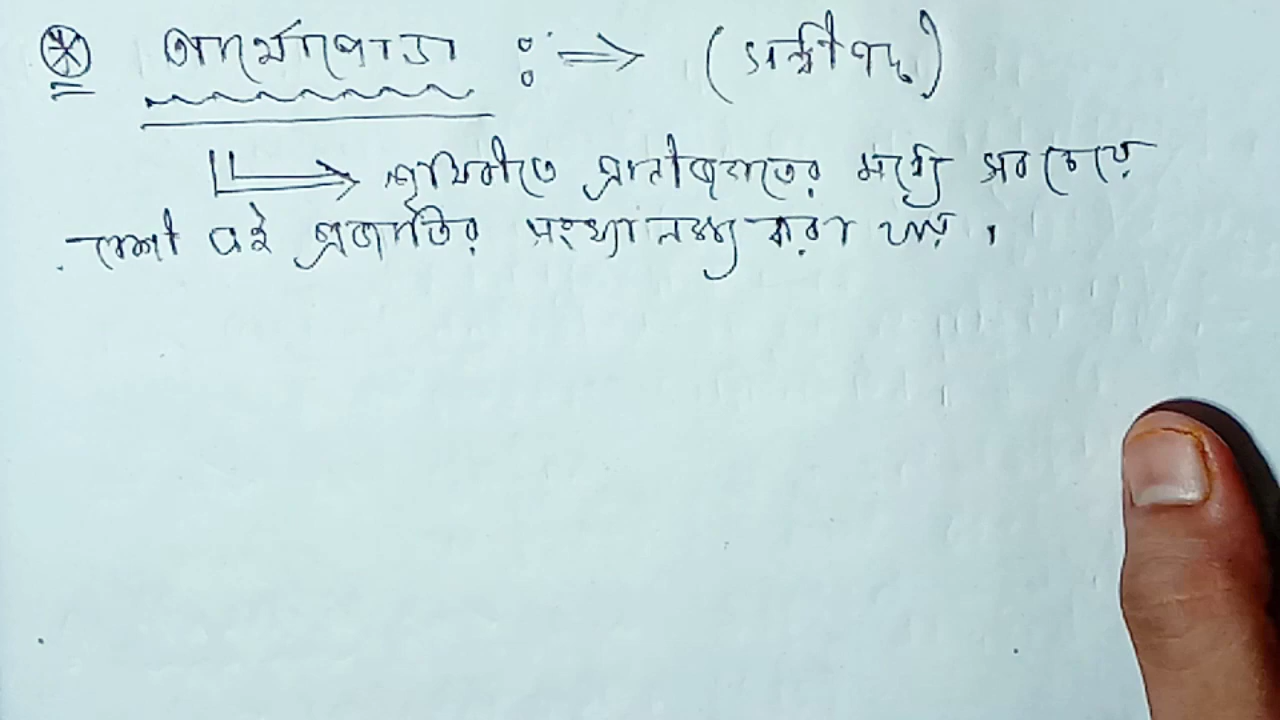 আর্থ্রোপোডা :⇒ (সন্ধীপদ)
পৃথিবীতে প্রাণীজগতের মধ্যে সবচেয়ে
বেশী এই প্রজাতির সংখ্যা লক্ষ্য করা যায় ।